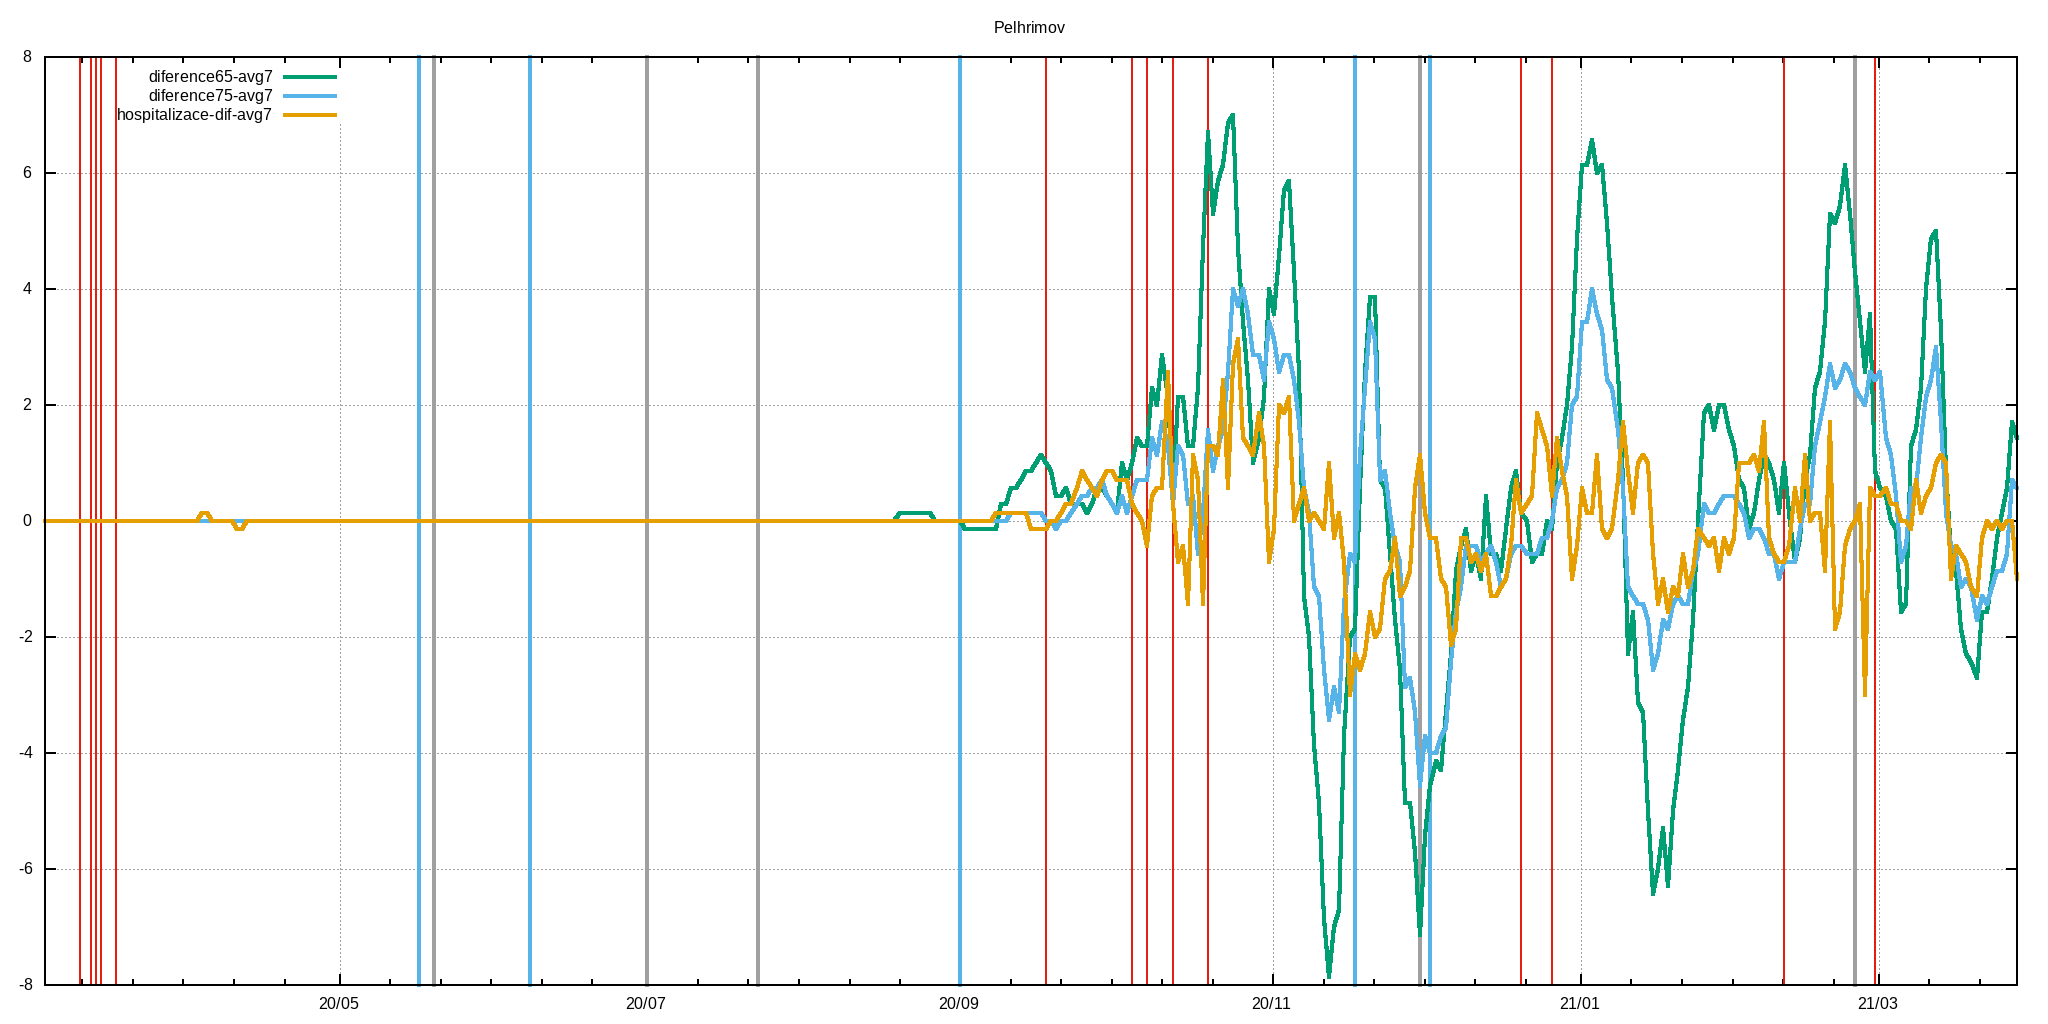 Pelhrimov
8
diference65-avg7
diference75-avg7
hospitalizace-dif-avg7
6
4
2
0
-2
-4
-6
-8
20/05 20/07 20/09 20/11 21/01 21/03